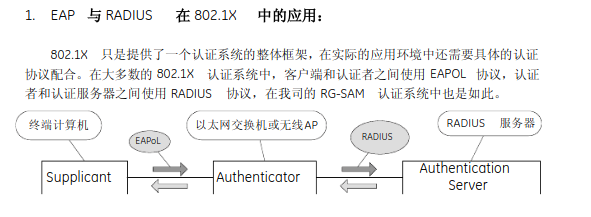 1. EAP 与 RADIUS 在 802.1X 中的应用：
802.1X 只是提供了一个认证系统的整体框架，在实际的应用环境中还需要具体的认证
协议配合。在大多数的 802.1X 认证系统中，客户端和认证者之间使用 EAPOL 协议，认证
者和认证服务器之间使用 RADIUS 协议，在我司的 RG-SAM 认证系统中也是如此。
终端计算机
以太网交换机或无线AP
RADIUS 服务器
EAPoL
RADIUS
Supplicant
Authenticator
Authentication
Server